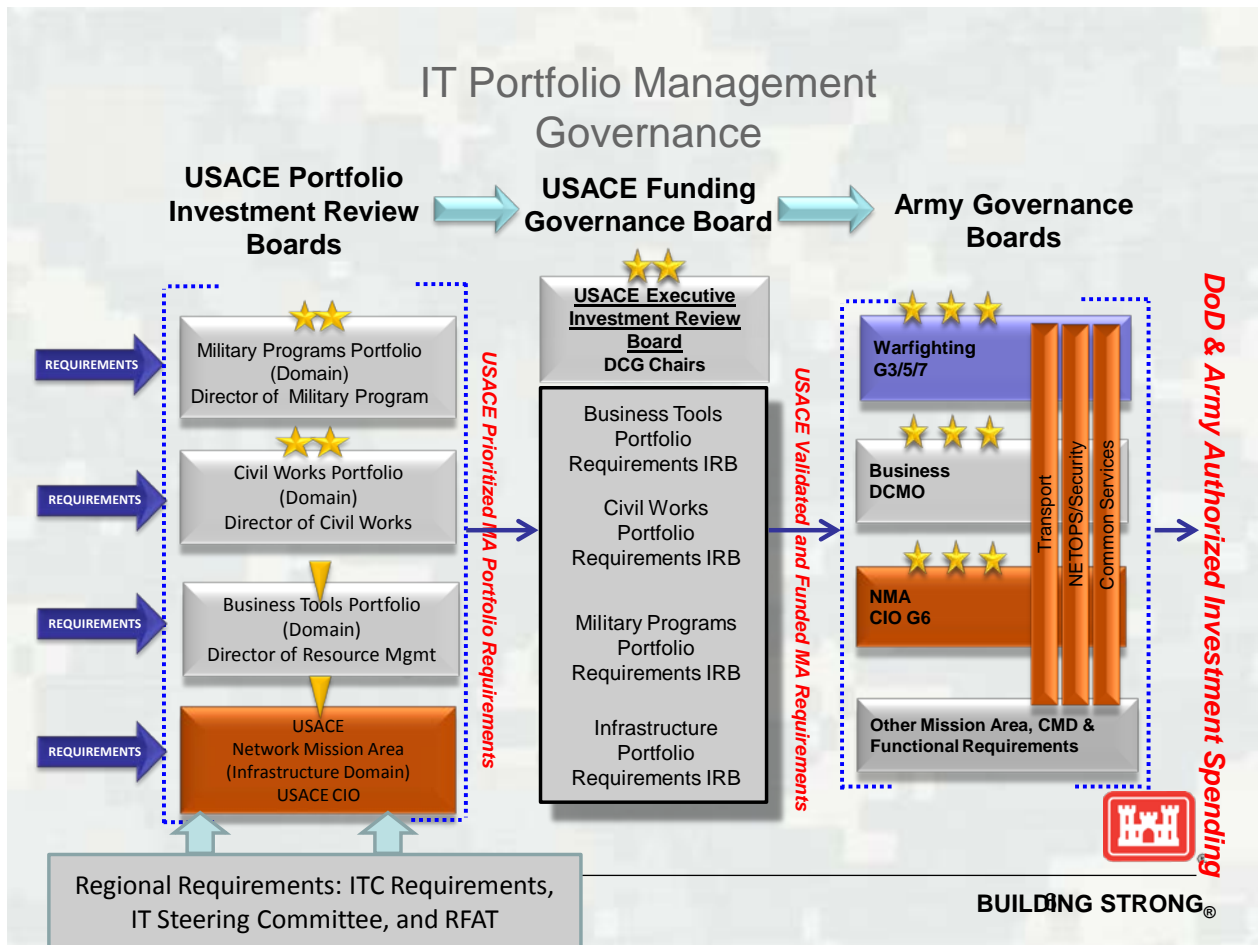 IT Portfolio Management
Governance
USACE Portfolio
Investment Review
Boards
USACE Funding
Governance Board
Army Governance
Boards
REQUIREMENTS
Military Programs Portfolio
(Domain)
Director of Military Program
REQUIREMENTS
Civil Works Portfolio
(Domain)
Director of Civil Works
REQUIREMENTS
Business Tools Portfolio
(Domain)
Director of Resource Mgmt
REQUIREMENTS
USACE
Network Mission Area
(Infrastructure Domain)
USACE CIO
Regional Requirements: ITC Requirements,
IT Steering Committee, and RFAT
USACE Prioritized MA Portfolio Requirements
USACE Executive
Investment Review
Board
DCG Chairs
Business Tools
Portfolio
Requirements IRB
Civil Works
Portfolio
Requirements IRB
Military Programs
Portfolio
Requirements IRB
Infrastructure
Portfolio
Requirements IRB
USACE Validated and Funded MA Requirements
Warfighting
G3/5/7
Business
DCMO
NMA
CIO G6
Other Mission Area, CMD &
Functional Requirements
Transport
NETOPS/Security
Common Services
DoD & Army Authorized Investment Spending
®
BUILDING STRONG®
6